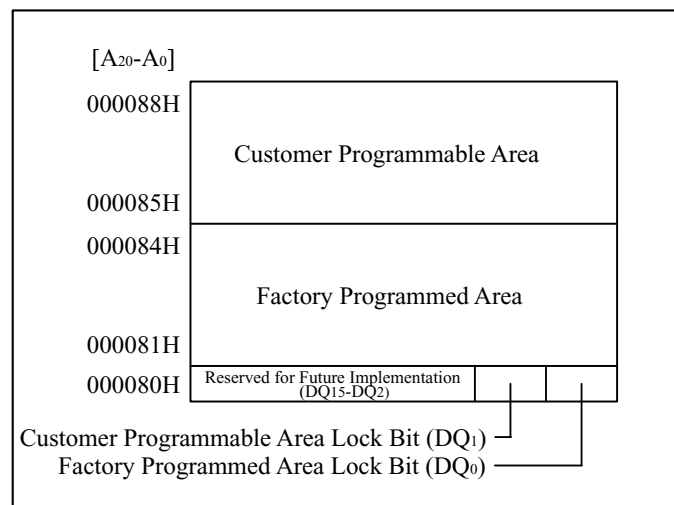 [A20-A0]
000088H
Customer Programmable Area
000085H
000084H
Factory Programmed Area
000081H
000080H
Reserved for Future Implementation
(DQ15-DQ2)
Customer Programmable Area Lock Bit (DQ1)
Factory Programmed Area Lock Bit (DQ0)